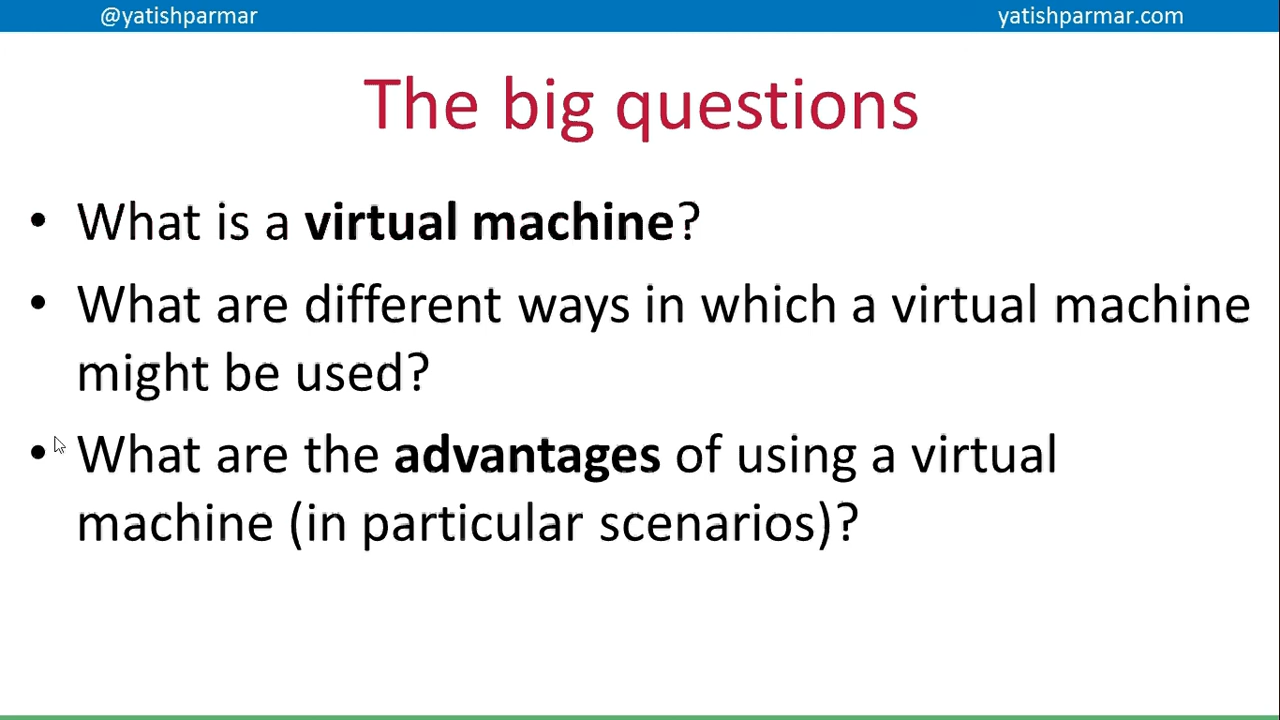 @yatishparmar
yatishparmar.com
The big questions
• What is a virtual machine?
• What are different ways in which a virtual machine
might be used?
• What are the advantages of using a virtual
machine (in particular scenarios)?